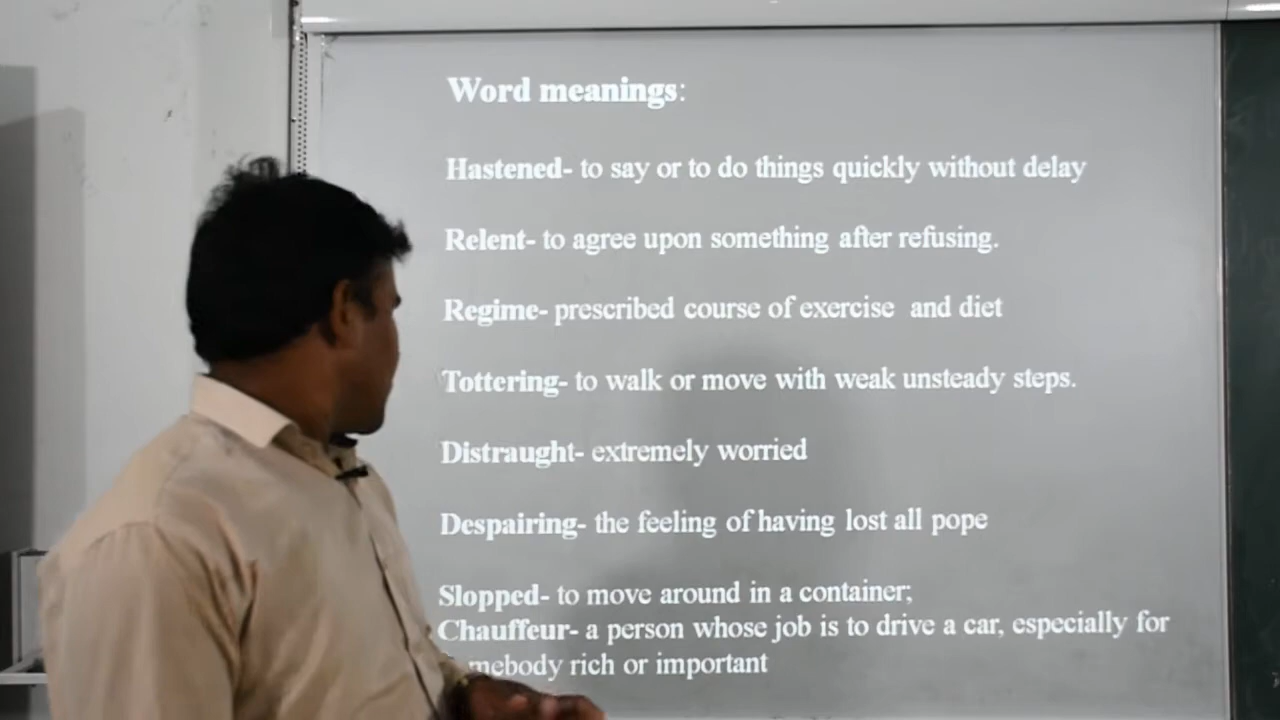 Word meanings:
Hastened- to say or to do things quickly without delay
Relent- to agree upon something after refusing.
Regime- prescribed course of exercise and diet
Tottering- to walk or move with weak unsteady steps.
Distraught- extremely worried
Despairing- the feeling of having lost all pope
Slopped- to move around in a container;
Chauffeur- a person whose job is to drive a car, especially for
mebody rich or important